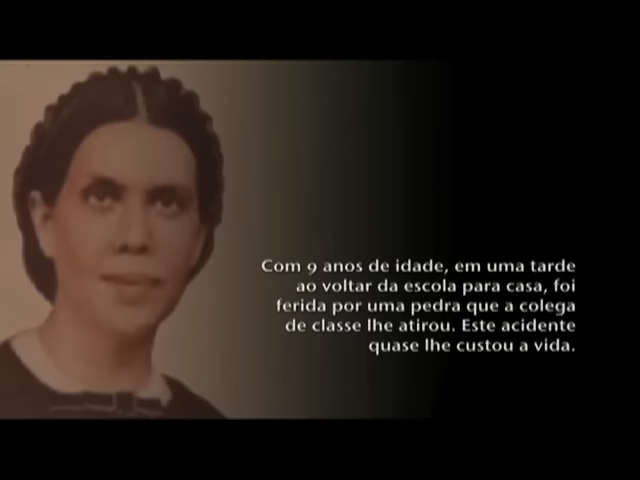 Com 9 anos de idade, em uma tarde
ao voltar da escola para casa, foi
ferida por uma pedra que a colega
de classe lhe atirou. Este acidente
quase lhe custou a vida.